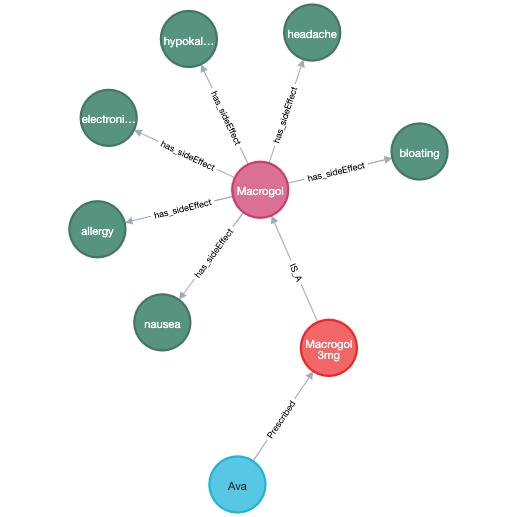 hypokal...
headache
has_sideEffect
has_sideEffect
electroni...
has_sideEffect
has_sideEffect
bloating
Macrogol
has_sideEffect
allergy
has_sideEffect
IS_A
nausea
Macrogol
3mg
Prescribed
Ava